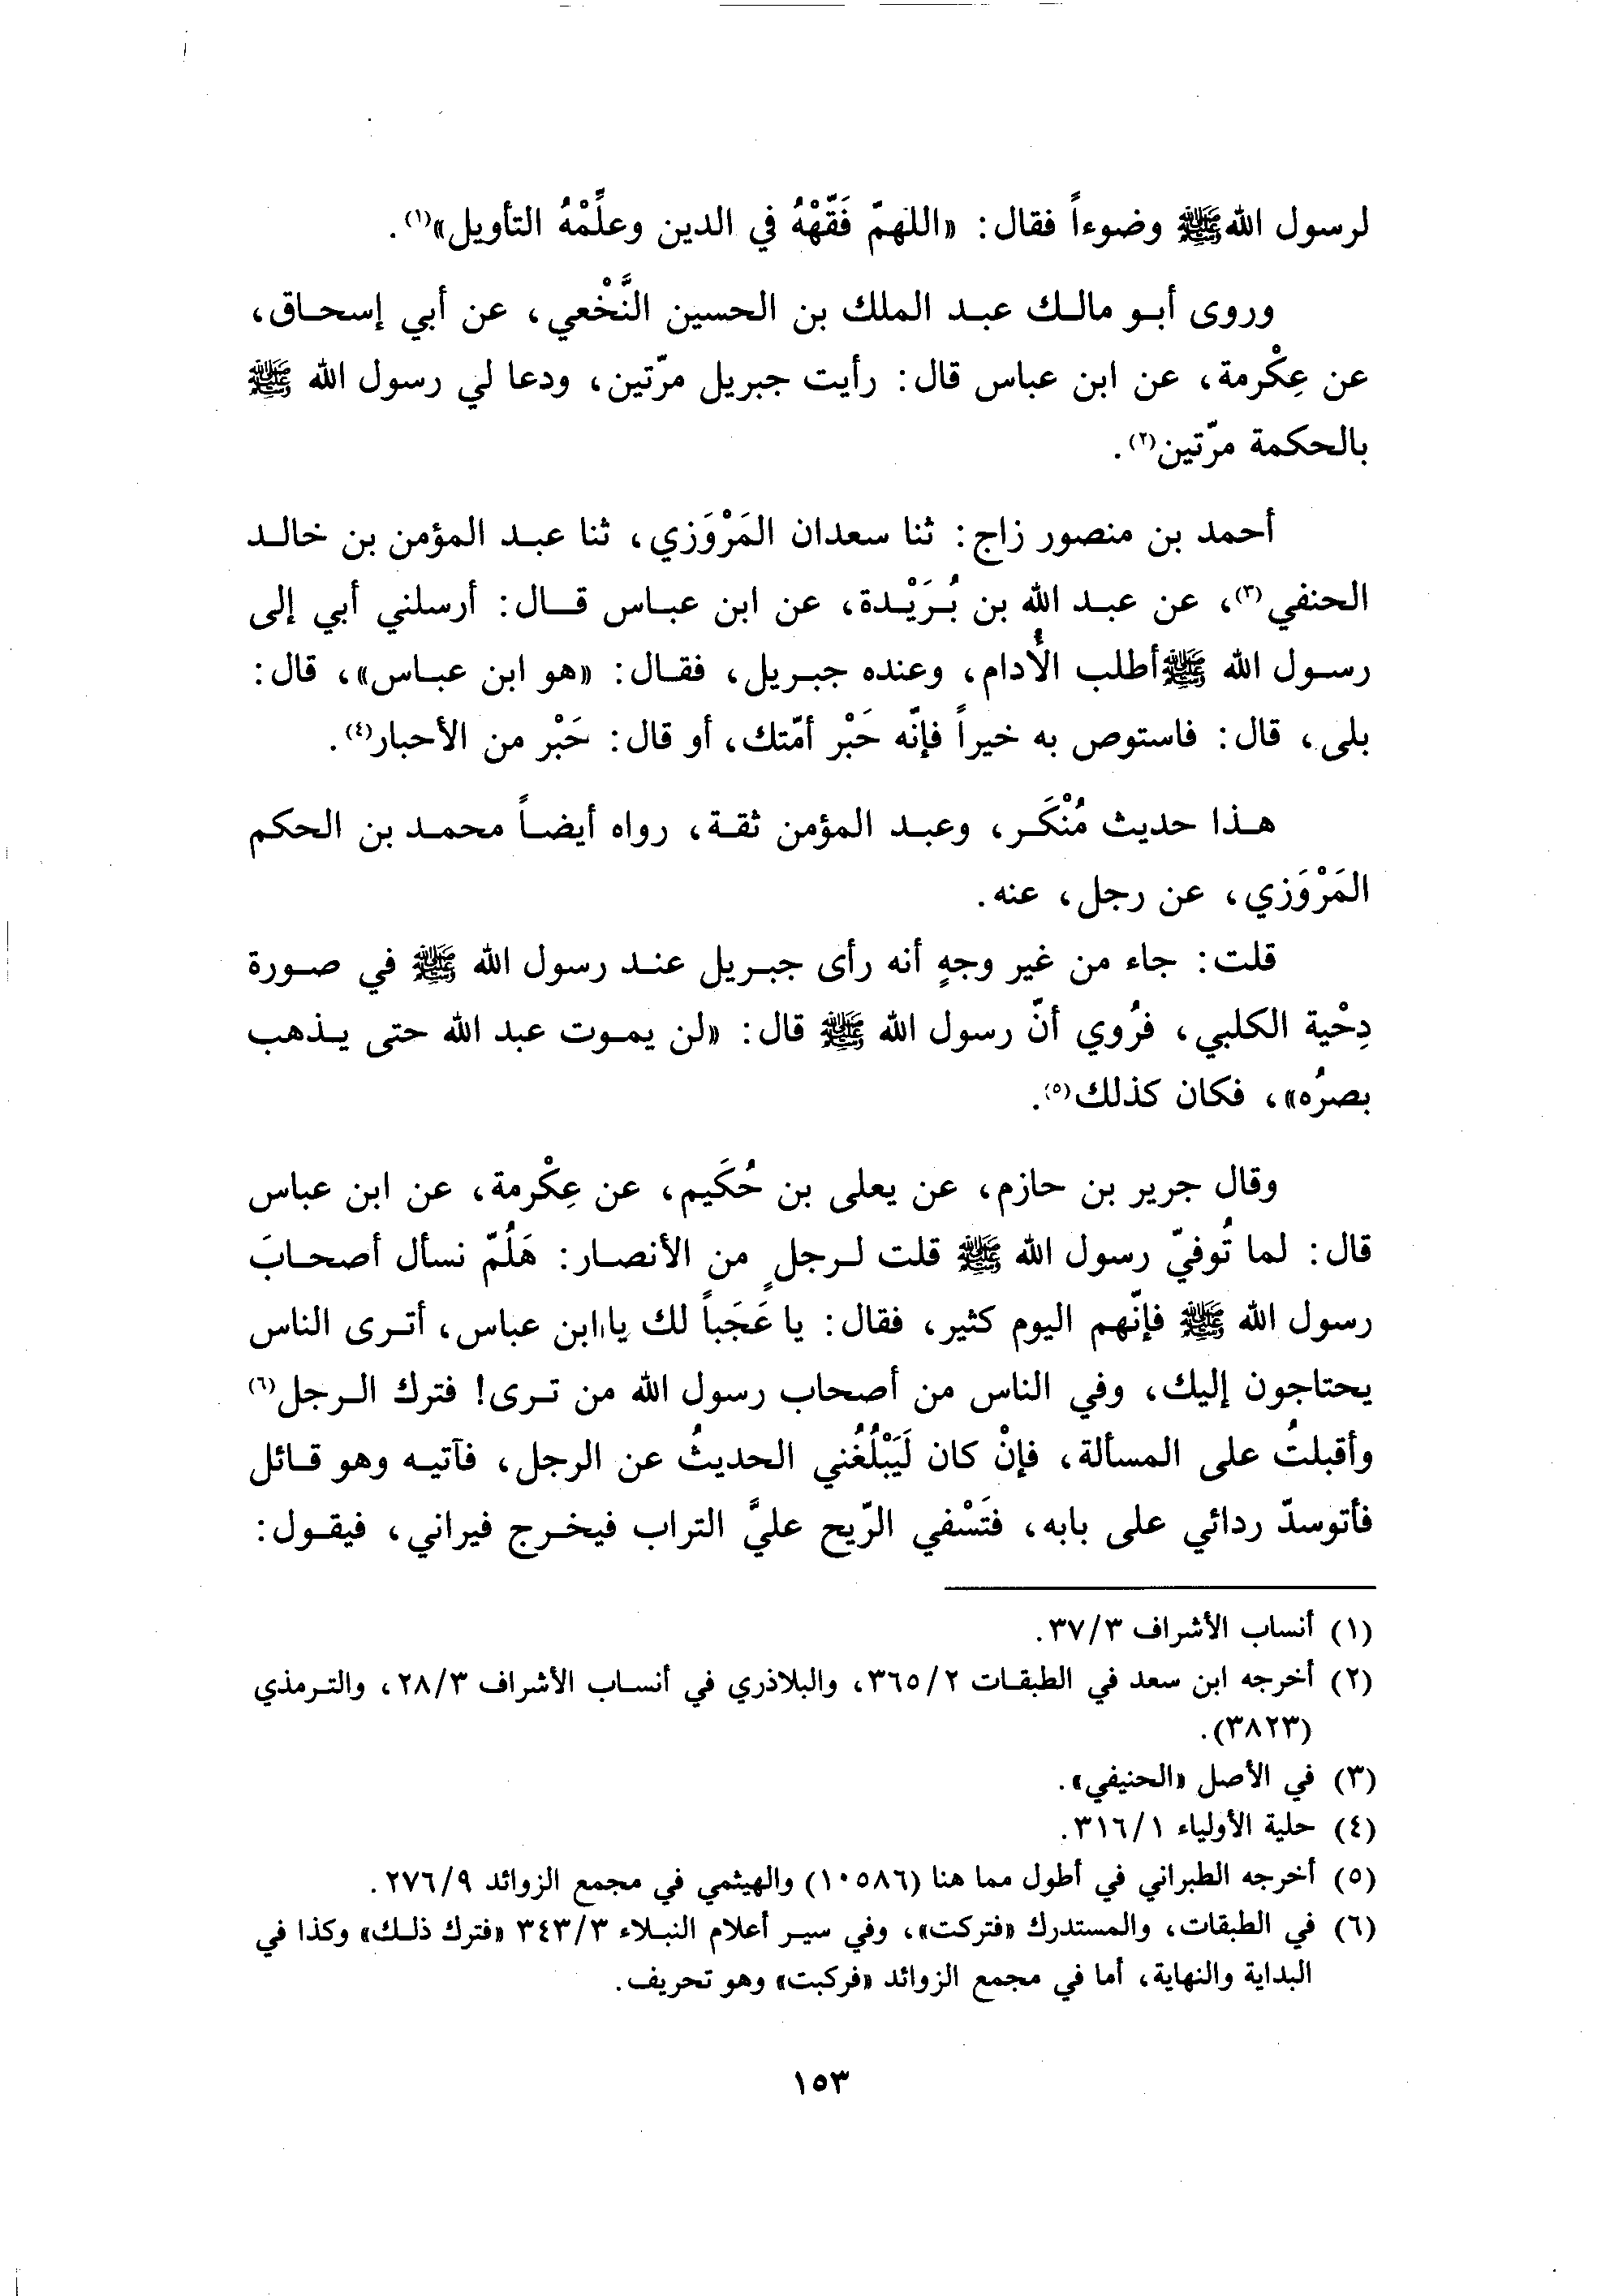 لرسول الله ﷺ وضوءاً فقال: «اللهمّ فَقِّهْهُ في الدين وعلِّمْهُ التأويل»(١).
وروى أبو مالك عبد الملك بن الحسين النَّخْعي، عن أبي إسحاق،
عن عِكْرمة، عن ابن عباس قال: رأيت جبريل مرّتين، ودعا لي رسول الله ﷺ
بالحكمة مرّتين(٢).
أحمد بن منصور زاج: ثنا سعدان المَرْوَزي، ثنا عبد المؤمن بن خالد
الحنفي(٣)، عن عبد الله بن بُرَيْدة، عن ابن عباس قال: أرسلني أبي إلى
رسول الله ﷺ أطلب الأُدام، وعنده جبريل، فقال: «هو ابن عباس»، قال:
بلى، قال: فاستوص به خيراً فإنّه حَبْر أمّتك، أو قال: حَبْر من الأحبار(٤).
هذا حديث مُنْكَر، وعبد المؤمن ثقة، رواه أيضاً محمد بن الحكم
المَرْوَزي، عن رجل، عنه.
قلت: جاء من غير وجهٍ أنه رأى جبريل عند رسول الله ﷺ في صورة
دِحْية الكلبي، فرُوي أنّ رسول الله ﷺ قال: «لن يموت عبد الله حتى يذهب
بصرُه»، فكان كذلك(٥).
وقال جرير بن حازم، عن يعلى بن حُكَيم، عن عِكْرمة، عن ابن عباس
قال: لما تُوفيّ رسول الله ﷺ قلت لرجلٍ من الأنصار: هَلُمّ نسأل أصحابَ
رسول الله ﷺ فإنّهم اليوم كثير، فقال: يا عَجَباً لك يا ابن عباس، أترى الناس
يحتاجون إليك، وفي الناس من أصحاب رسول الله من ترى! فترك الرجل(٦)
وأقبلتُ على المسألة، فإنْ كان لَيَبْلُغُني الحديثُ عن الرجل، فآتيه وهو قائل
فأتوسدّ ردائي على بابه، فتَسْفي الرّيح عليَّ التراب فيخرج فيراني، فيقول:
(١) أنساب الأشراف ٣٧/٣.
(٢) أخرجه ابن سعد في الطبقات ٣٦٥/٢، والبلاذري في أنساب الأشراف ٢٨/٣، والترمذي
(٣٨٢٣).
(٣) في الأصل «الحنيفي».
(٤) حلية الأولياء ٣١٦/١.
(٥) أخرجه الطبراني في أطول مما هنا (١٠٥٨٦) والهيثمي في مجمع الزوائد ٢٧٦/٩.
(٦) في الطبقات، والمستدرك «فتركت»، وفي سير أعلام النبلاء ٣٤٣/٣ «فترك ذلك» وكذا في
البداية والنهاية، أما في مجمع الزوائد «فركبت» وهو تحريف.
١٥٣